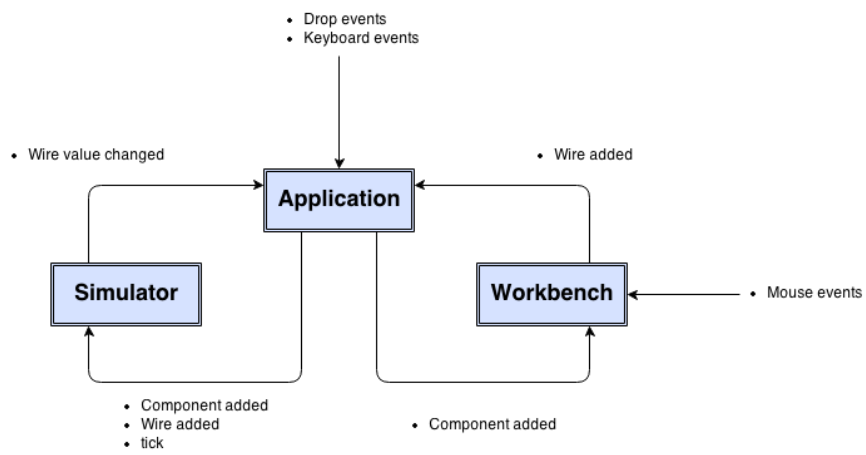 Drop events
Keyboard events
Wire value changed
Wire added
Application
Simulator
Workbench
Mouse events
Component added
Wire added
tick
Component added